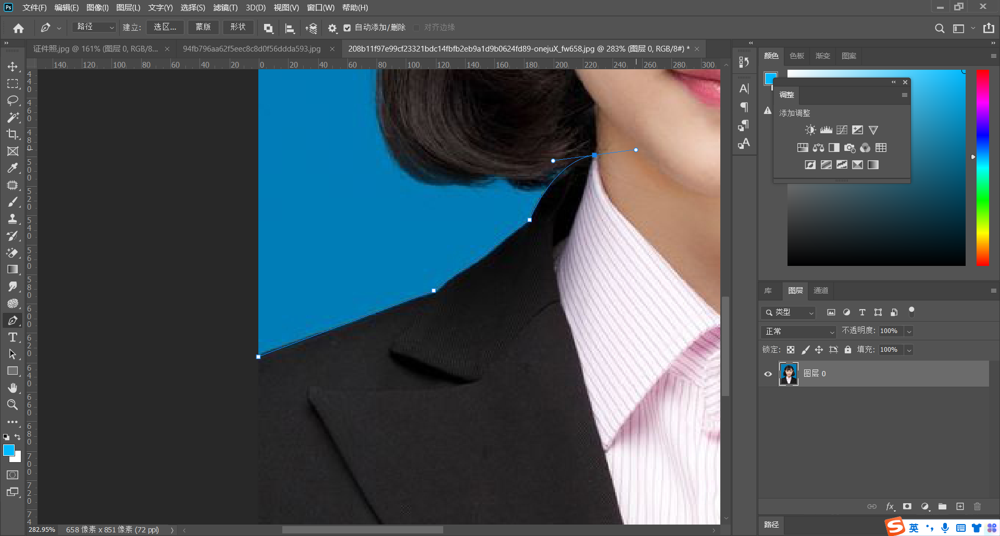 Ps 文件(F) 编辑(E) 图像(I) 图层(L) 文字(Y) 选择(S) 滤镜(T) 3D(D) 视图(V) 窗口(W) 帮助(H)
路径 建立: 选区... 蒙版 形状 自动添加/删除 对齐边缘
证件照.jpg @ 161% (图层 0, RGB/8... × 94fb796aa62f5eec8c8d0f56ddda593.jpg × 208b11f97e99cf23321bdc14fbfb2eb9a1d9b0624fd89-onejuX_fw658.jpg @ 283% (图层 0, RGB/8#) * ×
140 120 100 80 60 40 20 0 20 40 60 80 100 120 140 160 180 200 220 240 260 280 300
440
460
480
500
520
540
560
580
600
620
640
660
680
700
720
74
颜色 色板 渐变 图案
调整
添加调整
库 图层 通道
类型
正常 不透明度: 100%
锁定: 填充: 100%
图层 0
fx
路径
282.95% 658 像素 x 851 像素 (72 ppi)
S 英